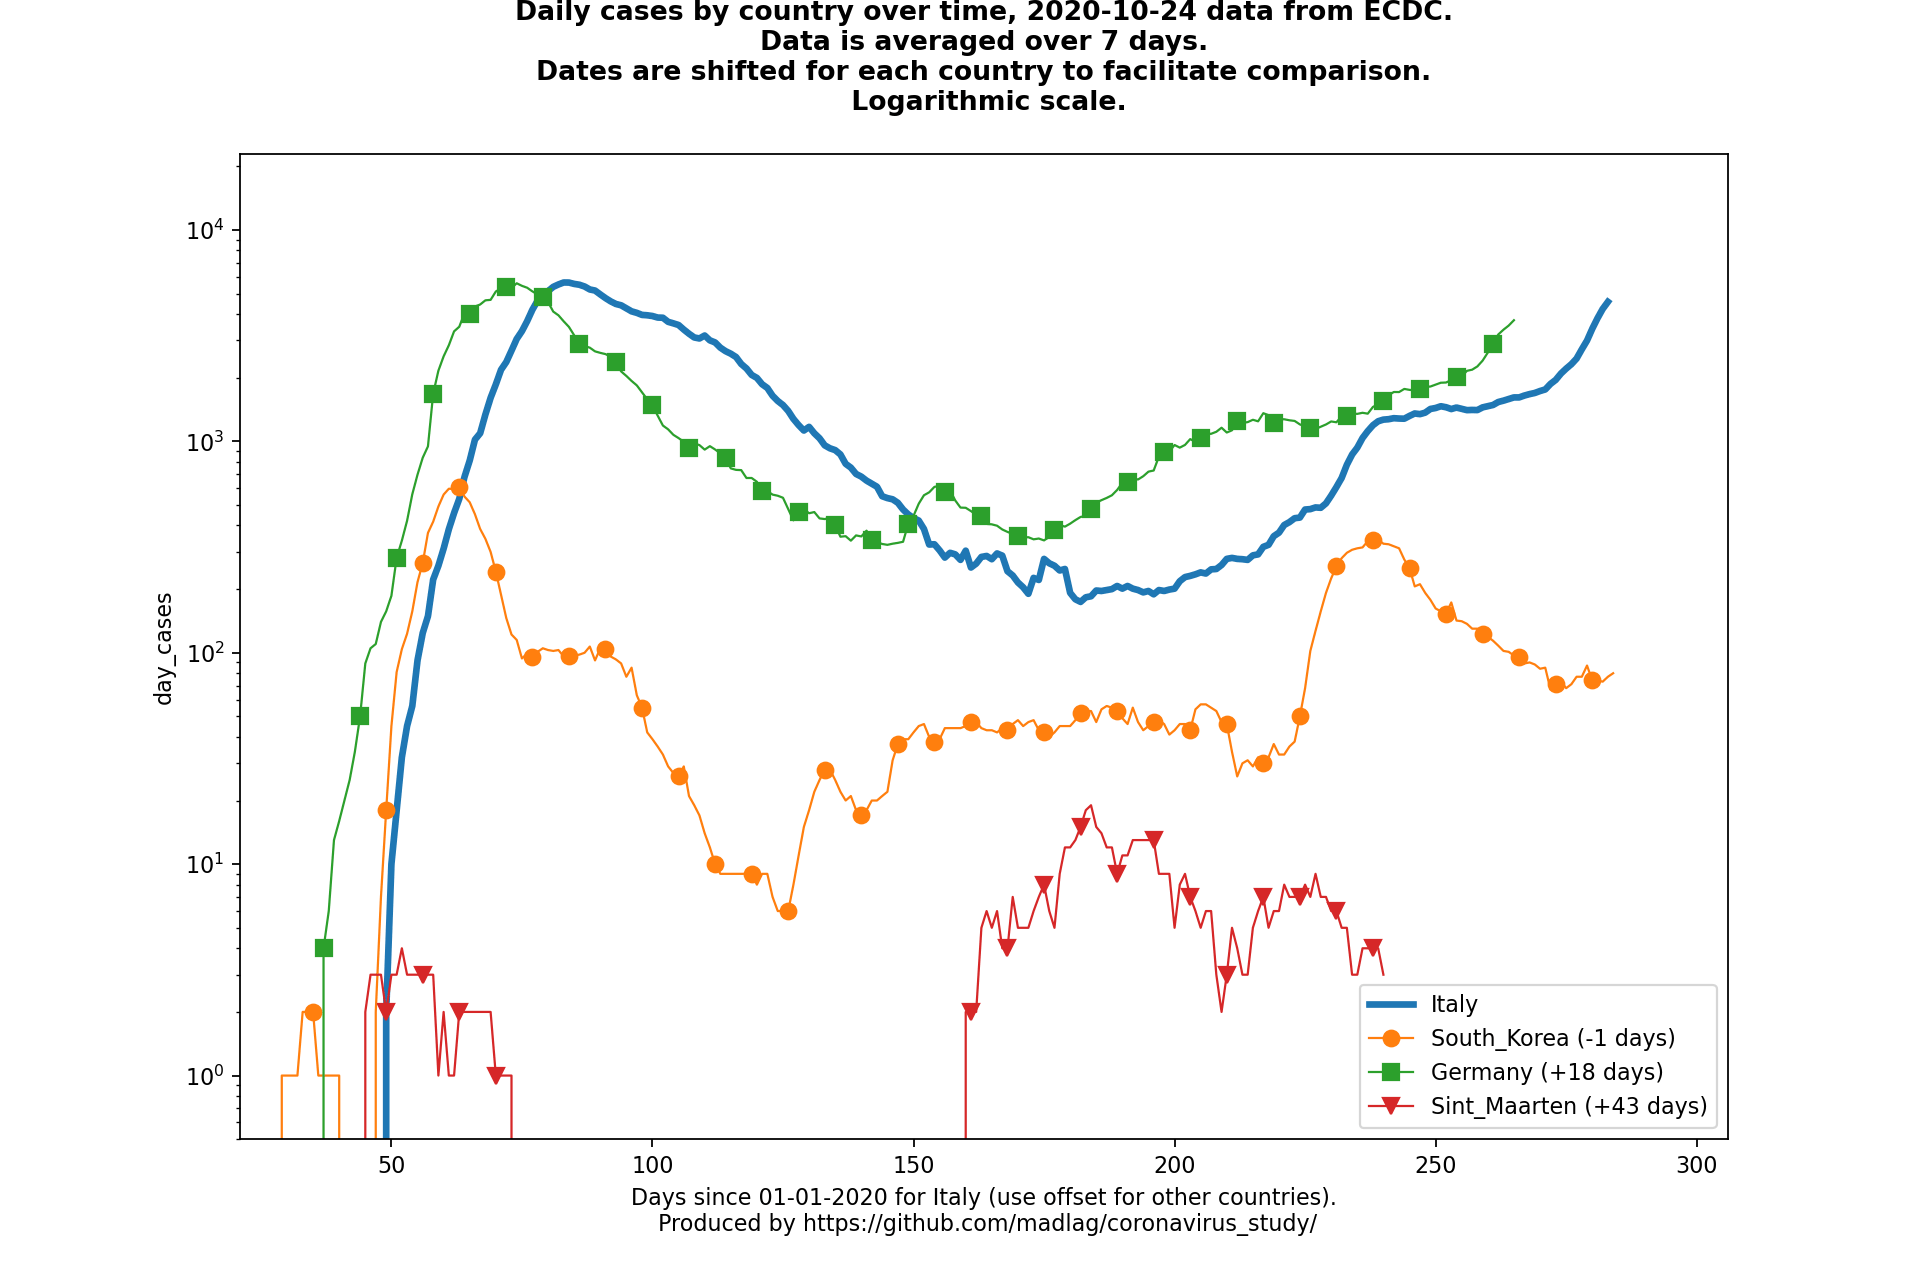 Daily cases by country over time, 2020-10-24 data from ECDC.
Data is averaged over 7 days.
Dates are shifted for each country to facilitate comparison.
Logarithmic scale.
10^4
10^3
10^2
10^1
10^0
day_cases
Italy
South_Korea (-1 days)
Germany (+18 days)
Sint_Maarten (+43 days)
50 100 150 200 250 300
Days since 01-01-2020 for Italy (use offset for other countries).
Produced by https://github.com/madlag/coronavirus_study/